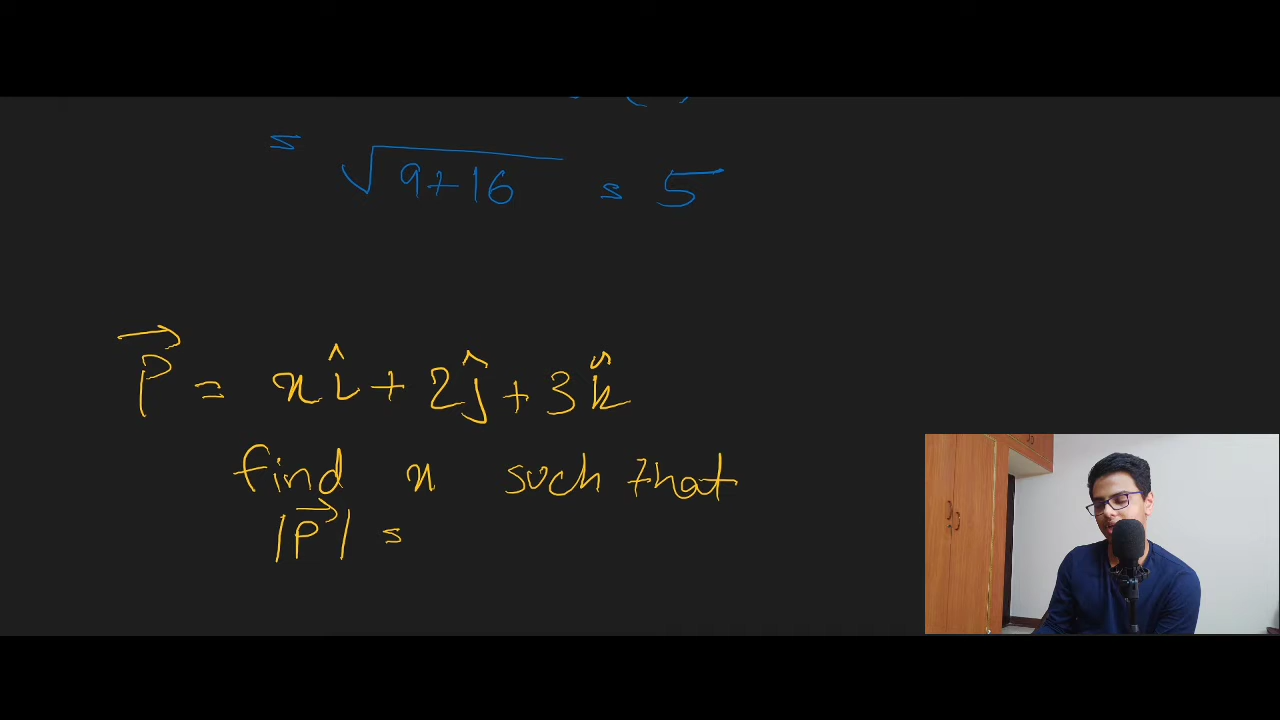 = √9+16 = 5
P⃗ = xî + 2ĵ + 3k̂
find x such that
|P⃗| =